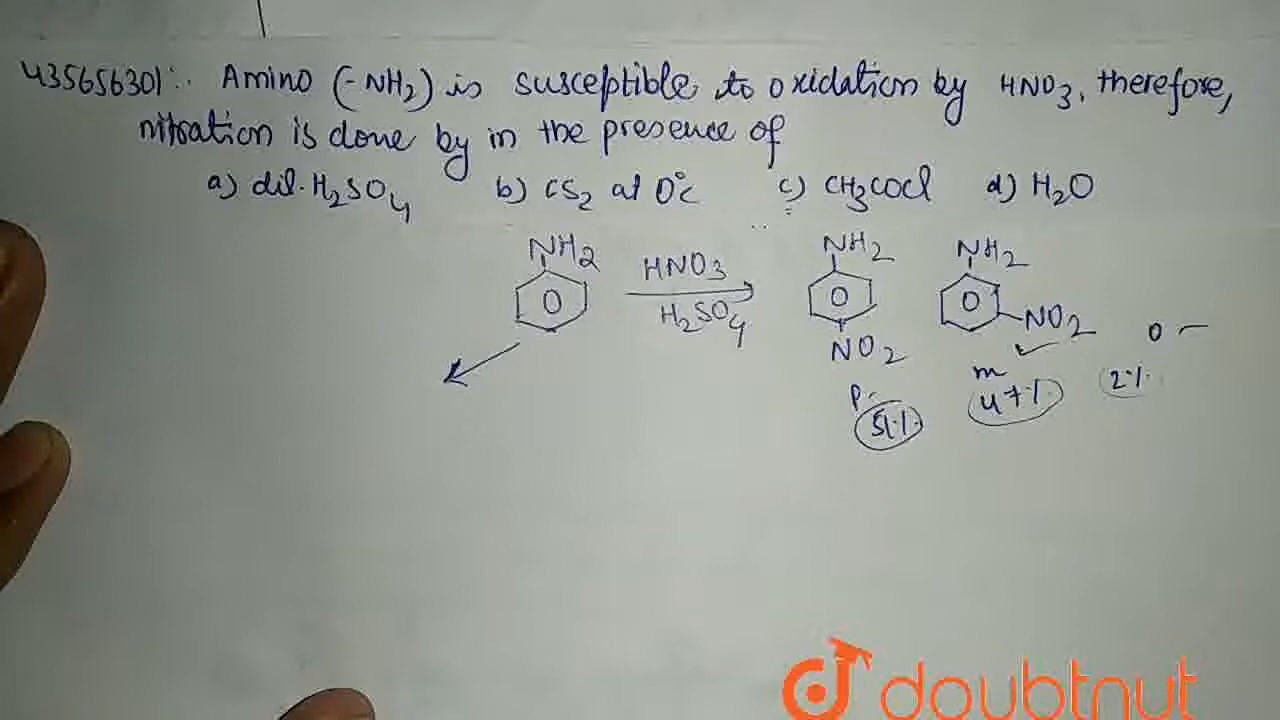 435656301:. Amino (-NH2) is susceptible to oxidation by HNO3, therefore,
nitration is done by in the presence of
a) dil. H2SO4 b) CS2 at 0°C c) CH3COCl d) H2O
NH2 HNO3 NH2 NH2
H2SO4 NO2 o-
NO2
p. m
51% 47% 2%
doubtnut